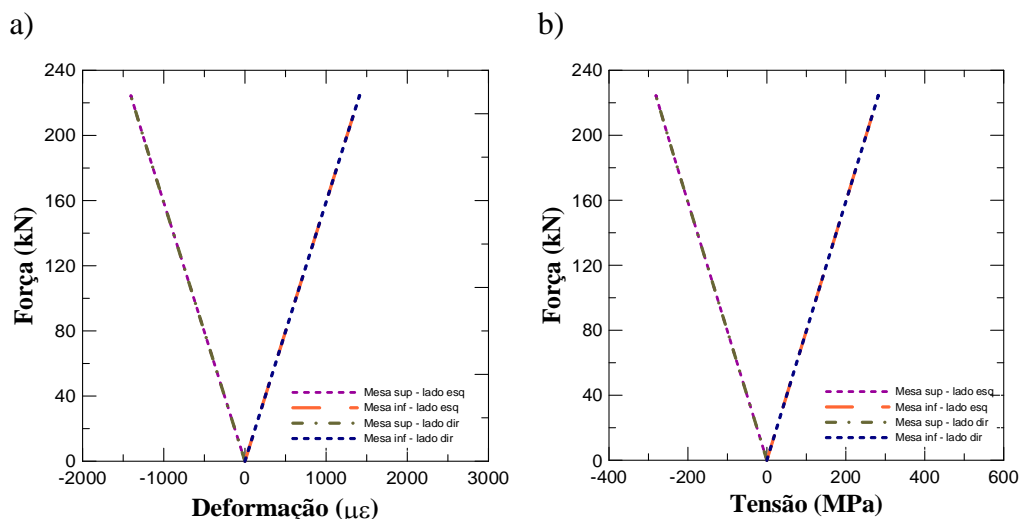 a)
240
200
160
120
80
40
0
Força (kN)
-2000 -1000 0 1000 2000 3000
Deformação (με)
Mesa sup - lado esq
Mesa inf - lado esq
Mesa sup - lado dir
Mesa inf - lado dir
b)
240
200
160
120
80
40
0
Força (kN)
-400 -200 0 200 400 600
Tensão (MPa)
Mesa sup - lado esq
Mesa inf - lado esq
Mesa sup - lado dir
Mesa inf - lado dir